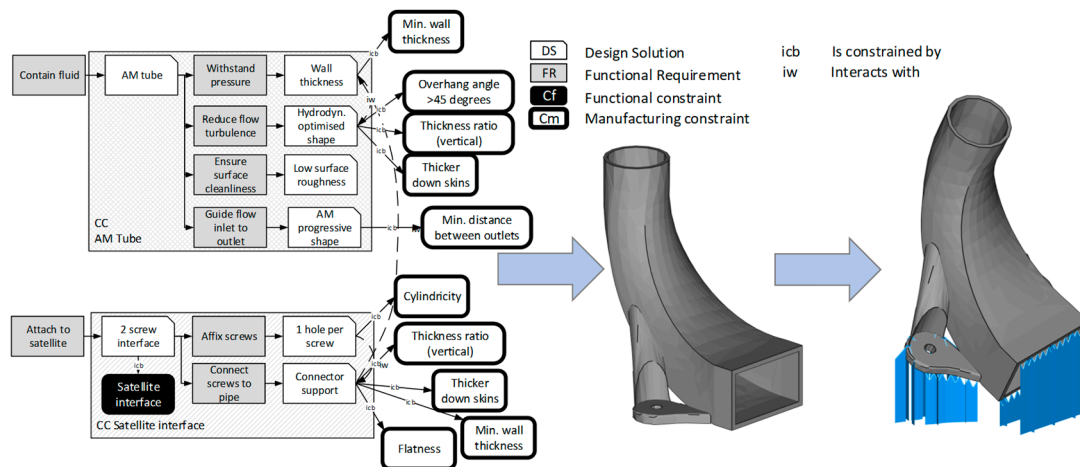 Min. wall
thickness
Contain fluid
AM tube
Withstand
pressure
Wall
thickness
icb
iw
Reduce flow
turbulence
Hydrodyn.
optimised
shape
icb
Overhang angle
>45 degrees
icb
Thickness ratio
(vertical)
icb
Thicker
down skins
Ensure
surface
cleanliness
Low surface
roughness
Guide flow
inlet to
outlet
AM
progressive
shape
icb
Min. distance
between outlets
CC
AM Tube
Attach to
satellite
2 screw
interface
Affix screws
1 hole per
screw
icb
Cylindricity
icb
Satellite
interface
Connect
screws to
pipe
Connector
support
icb
iw
Thickness ratio
(vertical)
icb
Thicker
down skins
icb
Min. wall
thickness
icb
Flatness
CC Satellite interface
DS
Design Solution
FR
Functional Requirement
Cf
Functional constraint
Cm
Manufacturing constraint
icb
Is constrained by
iw
Interacts with